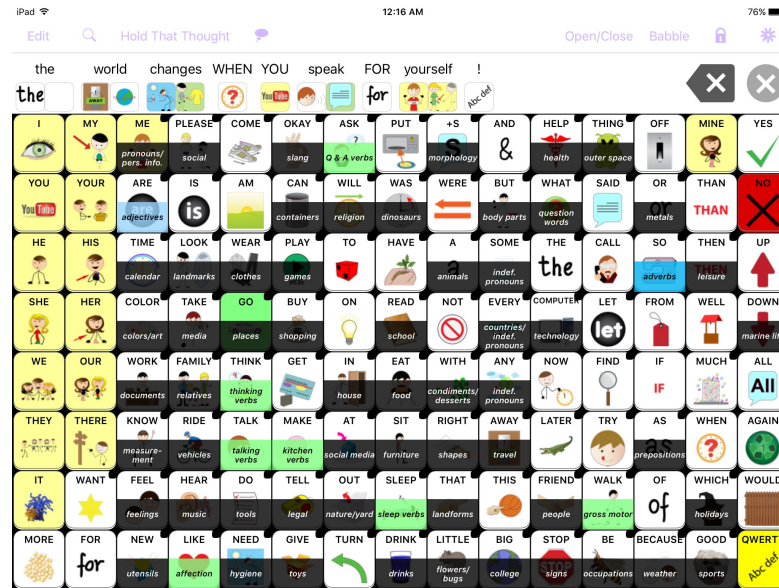 iPad 12:16 AM 76%
Edit Hold That Thought Open/Close Babble
the world changes WHEN YOU speak FOR yourself !
the AWAY ? You Tube for Abc def
I MY ME PLEASE COME OKAY ASK PUT +S AND HELP THING OFF MINE YES
pronouns/ pers. info. social slang ? Q & A verbs S morphology & health outer space
YOU YOUR ARE IS AM CAN WILL WAS WERE BUT WHAT SAID OR THAN NO
You Tube are adjectives is containers religion dinosaurs body parts question words or metals THAN
HE HIS TIME LOOK WEAR PLAY TO HAVE A SOME THE CALL SO THEN UP
calendar landmarks clothes games a animals indef. pronouns the adverbs THEN leisure
SHE HER COLOR TAKE GO BUY ON READ NOT EVERY COMPUTER LET FROM WELL DOWN
colors/art media places shopping school countries/ indef. pronouns technology let marine lif
WE OUR WORK FAMILY THINK GET IN EAT WITH ANY NOW FIND IF MUCH ALL
documents relatives thinking verbs house food condiments/ desserts indef. pronouns IF All
THEY THERE KNOW RIDE TALK MAKE AT SIT RIGHT AWAY LATER TRY AS WHEN AGAIN
measure- ment vehicles talking verbs kitchen verbs social media furniture shapes travel as prepositions ?
IT WANT FEEL HEAR DO TELL OUT SLEEP THAT THIS FRIEND WALK OF WHICH WOULD
feelings music tools legal nature/yard sleep verbs landforms people gross motor of holidays
MORE FOR NEW LIKE NEED GIVE TURN DRINK LITTLE BIG STOP BE BECAUSE GOOD QWERT
for utensils affection hygiene toys drinks flowers/ bugs college STOP signs occupations weather sports Abc def